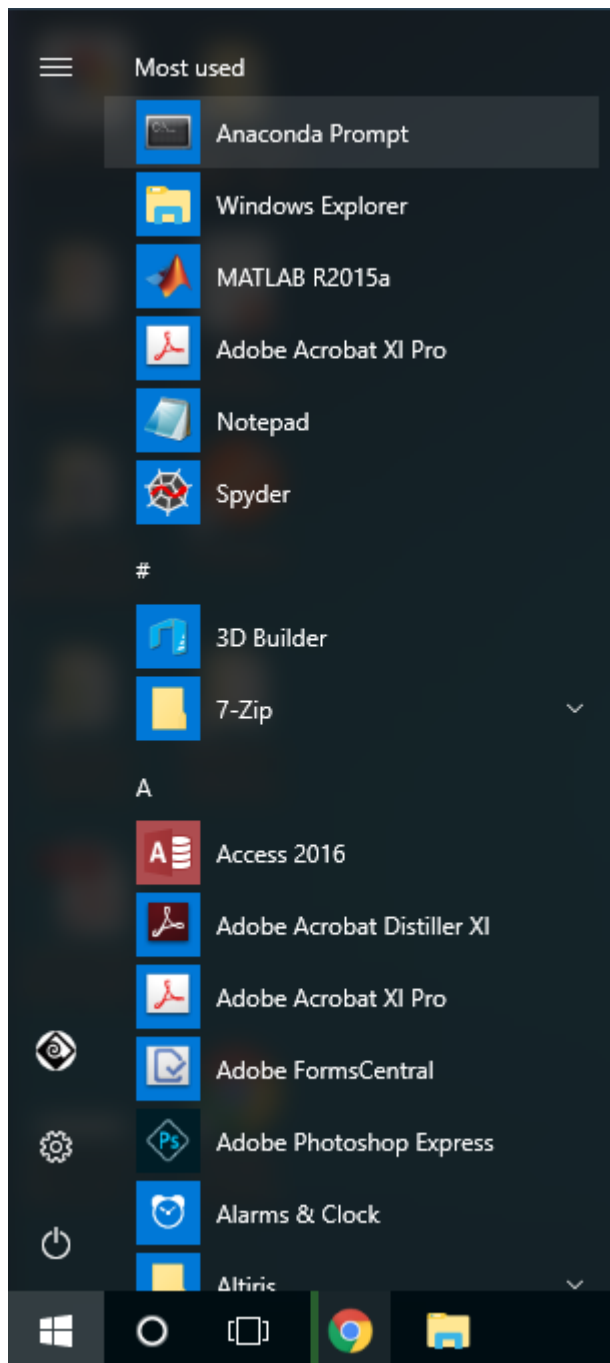 Most used
Anaconda Prompt
Windows Explorer
MATLAB R2015a
Adobe Acrobat XI Pro
Notepad
Spyder
#
3D Builder
7-Zip
A
Access 2016
Adobe Acrobat Distiller XI
Adobe Acrobat XI Pro
Adobe FormsCentral
Adobe Photoshop Express
Alarms & Clock
Altiris